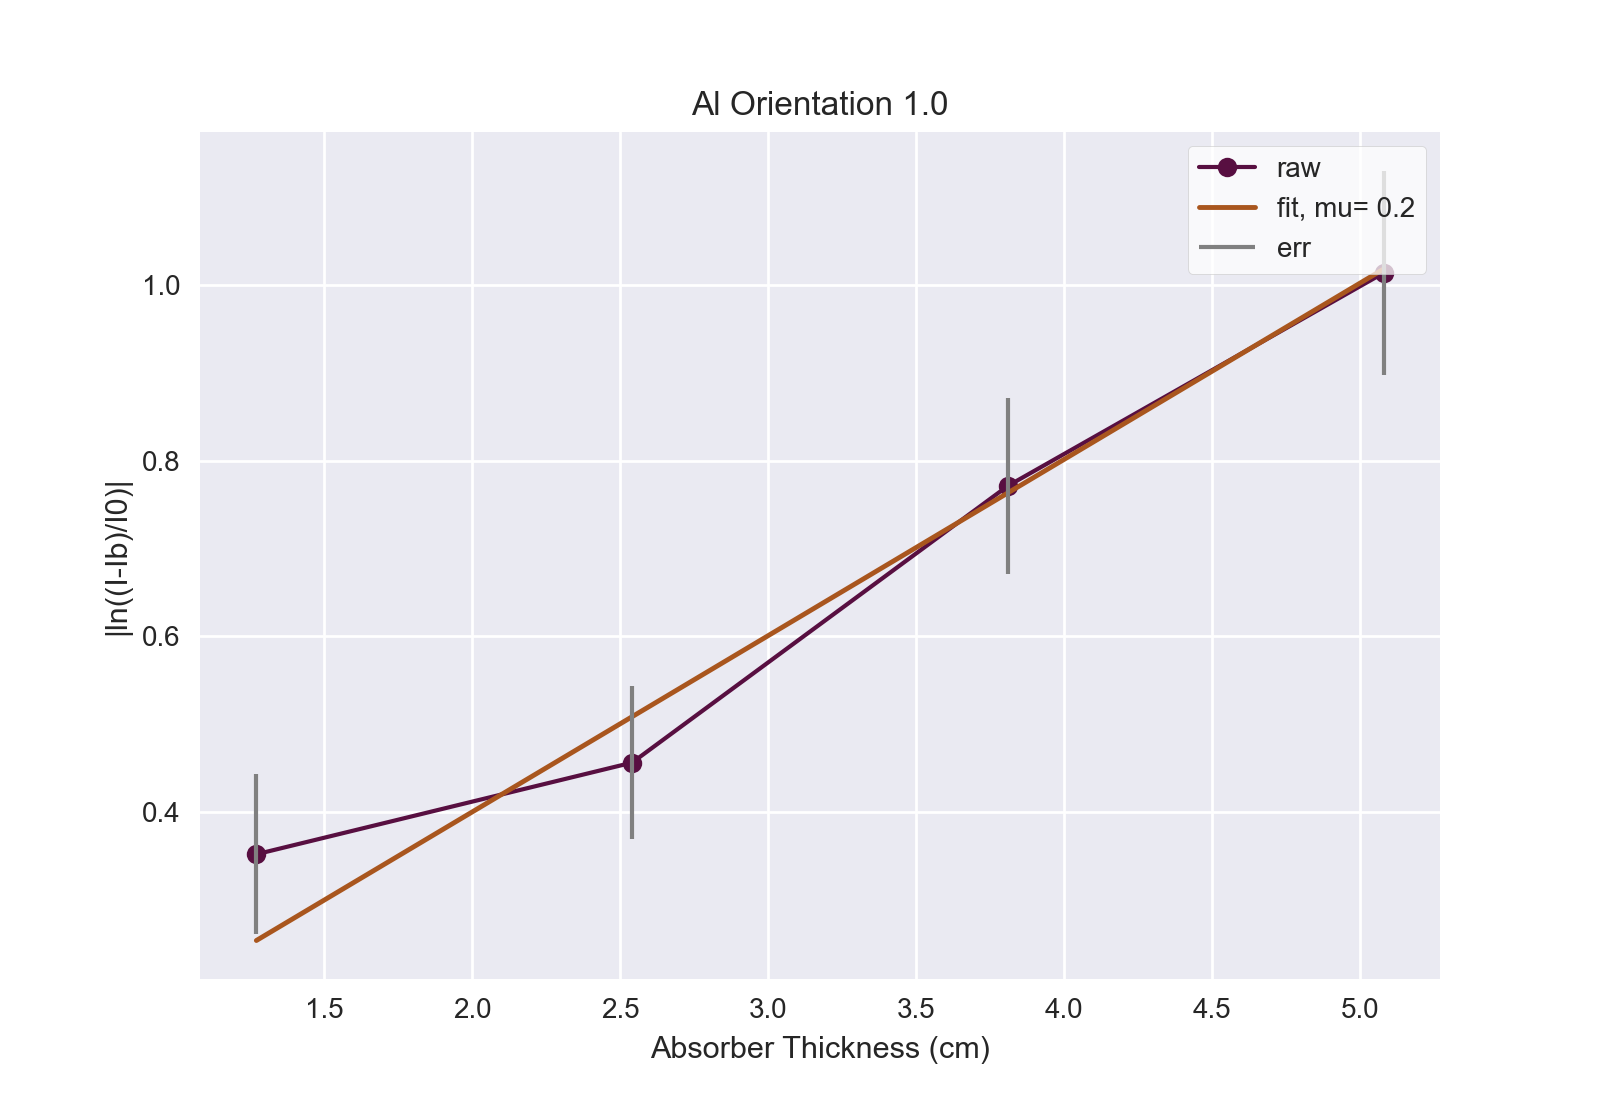 Al Orientation 1.0
raw
fit, mu= 0.2
err
1.0
0.8
0.6
0.4
|ln((I-Ib)/I0)|
1.5 2.0 2.5 3.0 3.5 4.0 4.5 5.0
Absorber Thickness (cm)